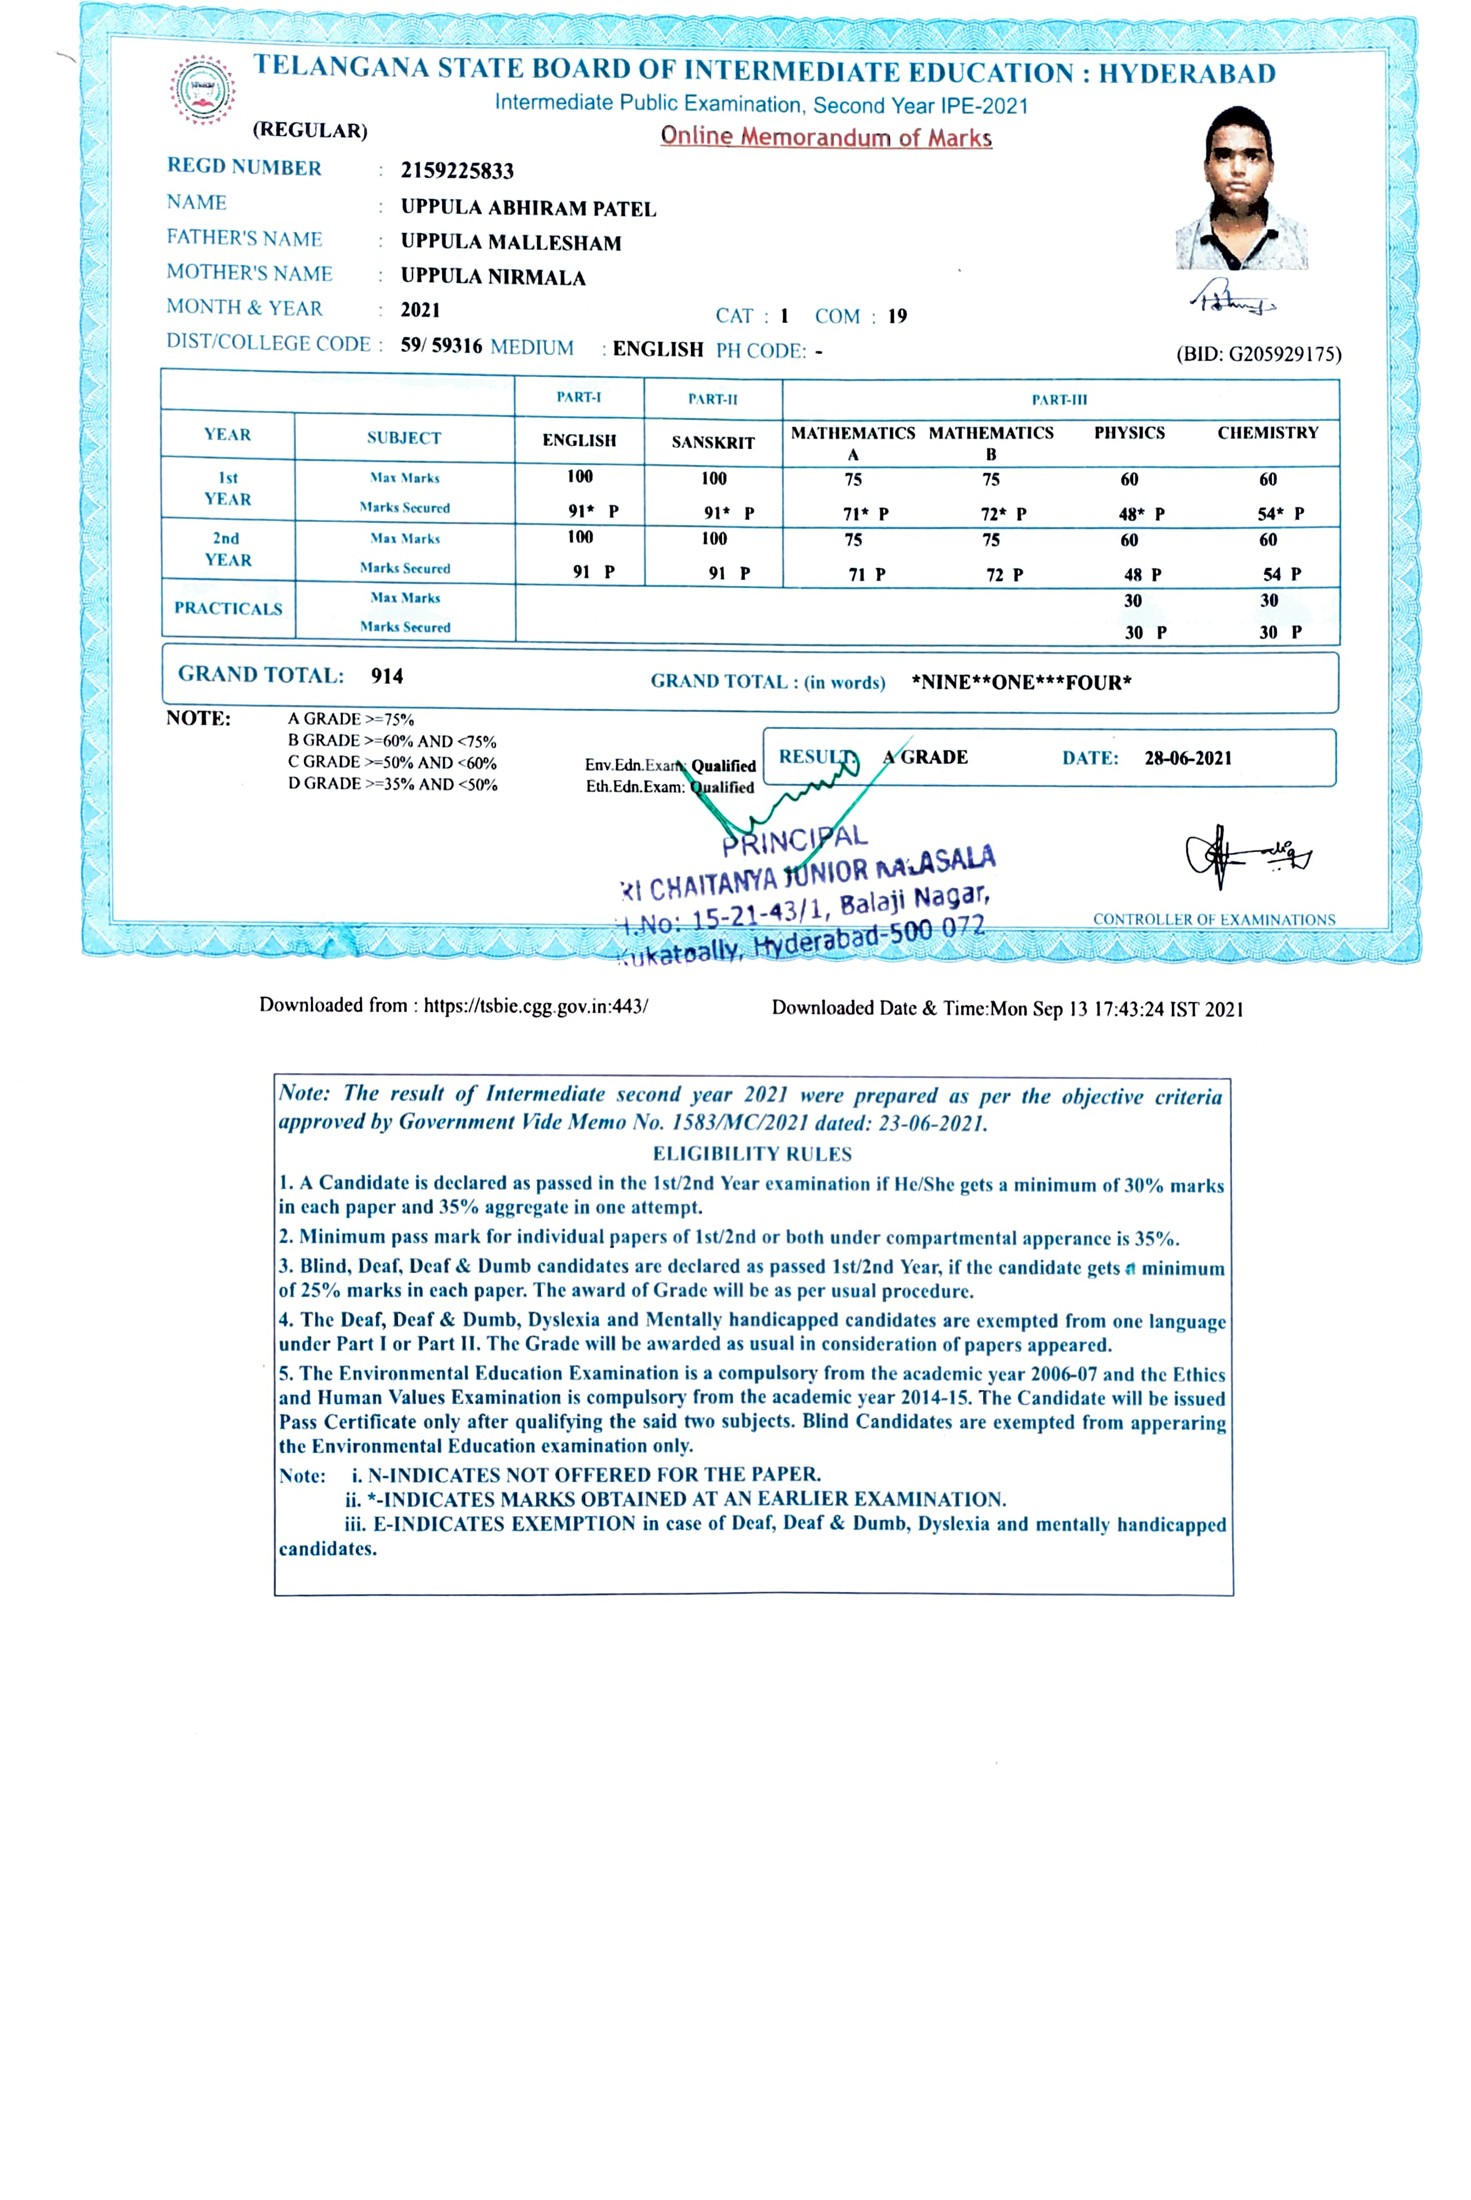 TELANGANA STATE BOARD OF INTERMEDIATE EDUCATION : HYDERABAD
Intermediate Public Examination, Second Year IPE-2021
(REGULAR)
Online Memorandum of Marks
REGD NUMBER : 2159225833
NAME : UPPULA ABHIRAM PATEL
FATHER'S NAME : UPPULA MALLESHAM
MOTHER'S NAME : UPPULA NIRMALA
MONTH & YEAR : 2021 CAT : 1 COM : 19
DIST/COLLEGE CODE : 59/ 59316 MEDIUM : ENGLISH PH CODE: -
(BID: G205929175)
PART-I PART-II PART-III
YEAR SUBJECT ENGLISH SANSKRIT MATHEMATICS A MATHEMATICS B PHYSICS CHEMISTRY
1st YEAR Max Marks 100 100 75 75 60 60
Marks Secured 91* P 91* P 71* P 72* P 48* P 54* P
2nd YEAR Max Marks 100 100 75 75 60 60
Marks Secured 91 P 91 P 71 P 72 P 48 P 54 P
PRACTICALS Max Marks 30 30
Marks Secured 30 P 30 P
GRAND TOTAL: 914 GRAND TOTAL : (in words) *NINE**ONE***FOUR*
NOTE: A GRADE >=75%
B GRADE >=60% AND <75%
C GRADE >=50% AND <60%
D GRADE >=35% AND <50%
Env.Edn.Exam: Qualified
Eth.Edn.Exam: Qualified
RESULT: A GRADE DATE: 28-06-2021
PRINCIPAL
RI CHAITANYA JUNIOR KALASALA
H.No: 15-21-43/1, Balaji Nagar,
Kukatpally, Hyderabad-500 072
CONTROLLER OF EXAMINATIONS
Downloaded from : https://tsbie.cgg.gov.in:443/ Downloaded Date & Time:Mon Sep 13 17:43:24 IST 2021
Note: The result of Intermediate second year 2021 were prepared as per the objective criteria
approved by Government Vide Memo No. 1583/MC/2021 dated: 23-06-2021.
ELIGIBILITY RULES
1. A Candidate is declared as passed in the 1st/2nd Year examination if He/She gets a minimum of 30% marks
in each paper and 35% aggregate in one attempt.
2. Minimum pass mark for individual papers of 1st/2nd or both under compartmental apperance is 35%.
3. Blind, Deaf, Deaf & Dumb candidates are declared as passed 1st/2nd Year, if the candidate gets a minimum
of 25% marks in each paper. The award of Grade will be as per usual procedure.
4. The Deaf, Deaf & Dumb, Dyslexia and Mentally handicapped candidates are exempted from one language
under Part I or Part II. The Grade will be awarded as usual in consideration of papers appeared.
5. The Environmental Education Examination is a compulsory from the academic year 2006-07 and the Ethics
and Human Values Examination is compulsory from the academic year 2014-15. The Candidate will be issued
Pass Certificate only after qualifying the said two subjects. Blind Candidates are exempted from apperaring
the Environmental Education examination only.
Note: i. N-INDICATES NOT OFFERED FOR THE PAPER.
ii. *-INDICATES MARKS OBTAINED AT AN EARLIER EXAMINATION.
iii. E-INDICATES EXEMPTION in case of Deaf, Deaf & Dumb, Dyslexia and mentally handicapped
candidates.